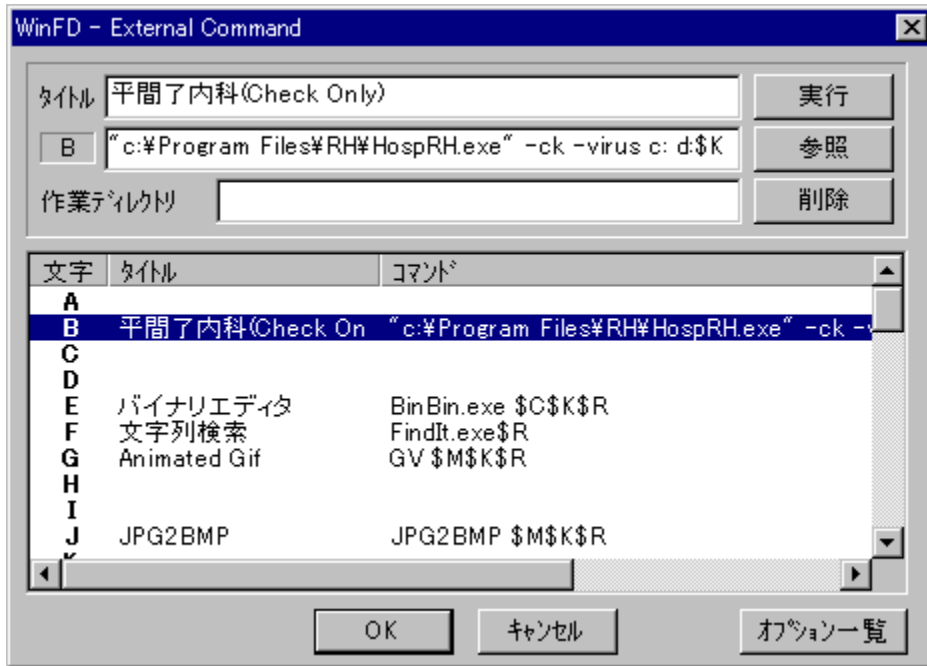 WinFD - External Command
ﾀｲﾄﾙ 平間了内科(Check Only) 実行
B "c:¥Program Files¥RH¥HospRH.exe" -ck -virus c: d:$K 参照
作業ﾃﾞｨﾚｸﾄﾘ 削除
文字 ﾀｲﾄﾙ ｺﾏﾝﾄﾞ
A
B 平間了内科(Check On "c:¥Program Files¥RH¥HospRH.exe" -ck -v
C
D
E バイナリエディタ BinBin.exe $C$K$R
F 文字列検索 FindIt.exe$R
G Animated Gif GV $M$K$R
H
I
J JPG2BMP JPG2BMP $M$K$R
K
OK ｷｬﾝｾﾙ ｵﾌﾟｼｮﾝ一覧